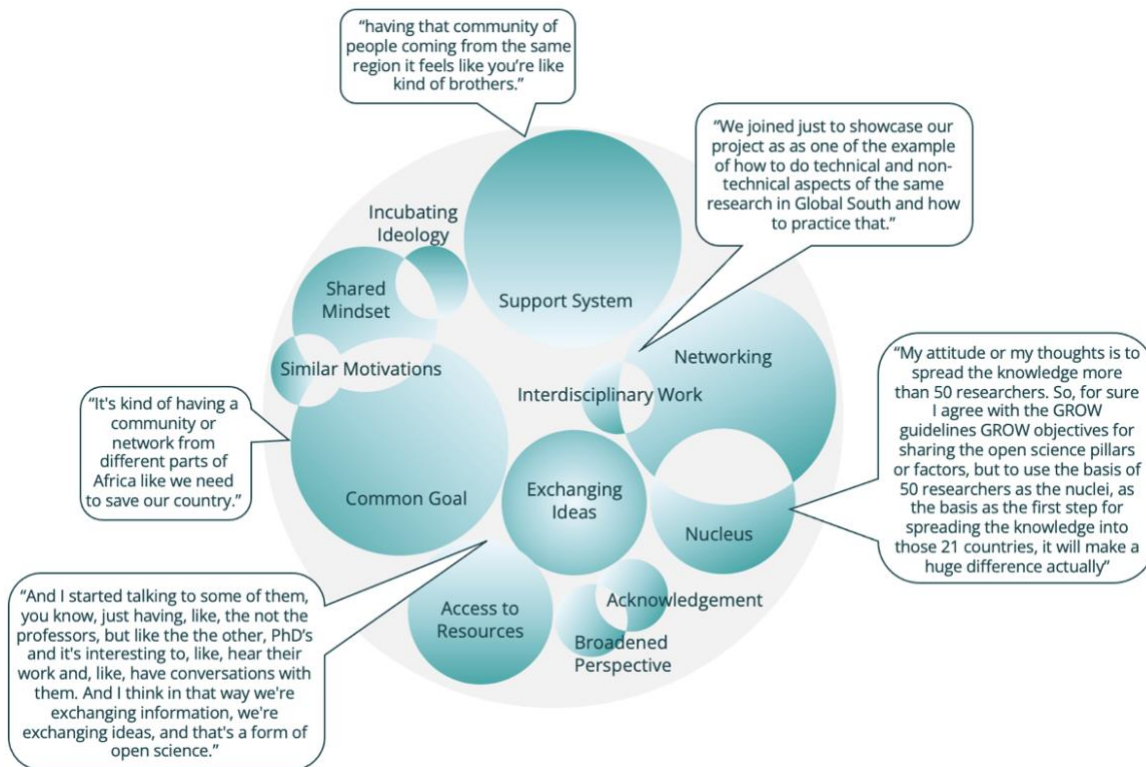 “having that community of
people coming from the same
region it feels like you’re like
kind of brothers.”
“We joined just to showcase our
project as as one of the example
of how to do technical and non-
technical aspects of the same
research in Global South and how
to practice that.”
Incubating
Ideology
Shared
Mindset
Support System
Similar Motivations
Networking
Interdisciplinary Work
“My attitude or my thoughts is to
spread the knowledge more
than 50 researchers. So, for sure
I agree with the GROW
guidelines GROW objectives for
sharing the open science pillars
or factors, but to use the basis of
50 researchers as the nuclei, as
the basis as the first step for
spreading the knowledge into
those 21 countries, it will make a
huge difference actually”
“It's kind of having a
community or
network from
different parts of
Africa like we need
to save our country.”
Common Goal
Exchanging
Ideas
Nucleus
“And I started talking to some of them,
you know, just having, like, the not the
professors, but like the the other, PhD’s
and it's interesting to, like, hear their
work and, like, have conversations with
them. And I think in that way we're
exchanging information, we're
exchanging ideas, and that's a form of
open science.”
Access to
Resources
Acknowledgement
Broadened
Perspective